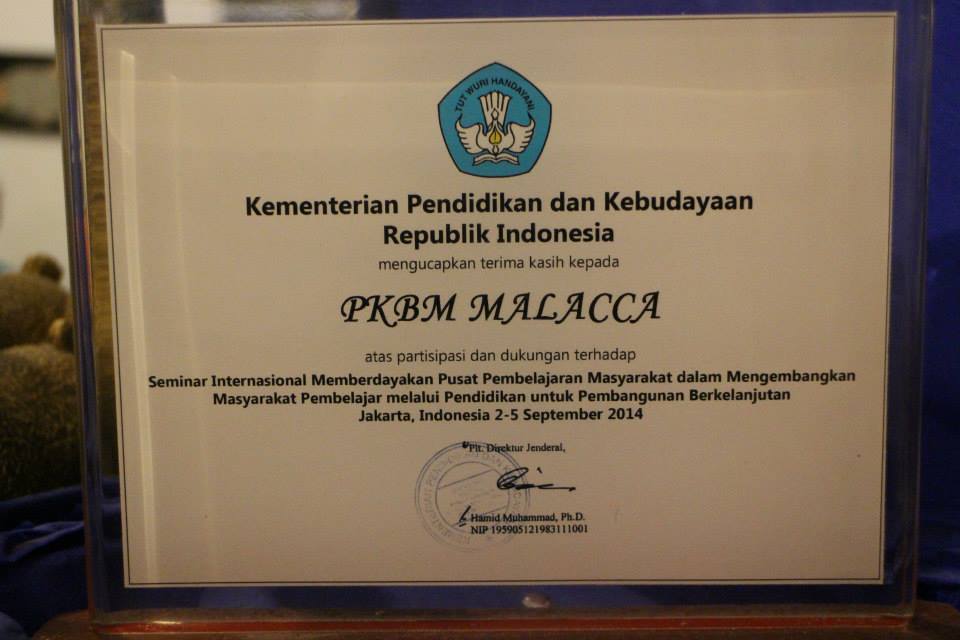 TUT WURI HANDAYANI
Kementerian Pendidikan dan Kebudayaan
Republik Indonesia
mengucapkan terima kasih kepada
PKBM MALACCA
atas partisipasi dan dukungan terhadap
Seminar Internasional Memberdayakan Pusat Pembelajaran Masyarakat dalam Mengembangkan
Masyarakat Pembelajar melalui Pendidikan untuk Pembangunan Berkelanjutan
Jakarta, Indonesia 2-5 September 2014
Plt. Direktur Jenderal,
Hamid Muhammad, Ph.D.
NIP 195905121983111001